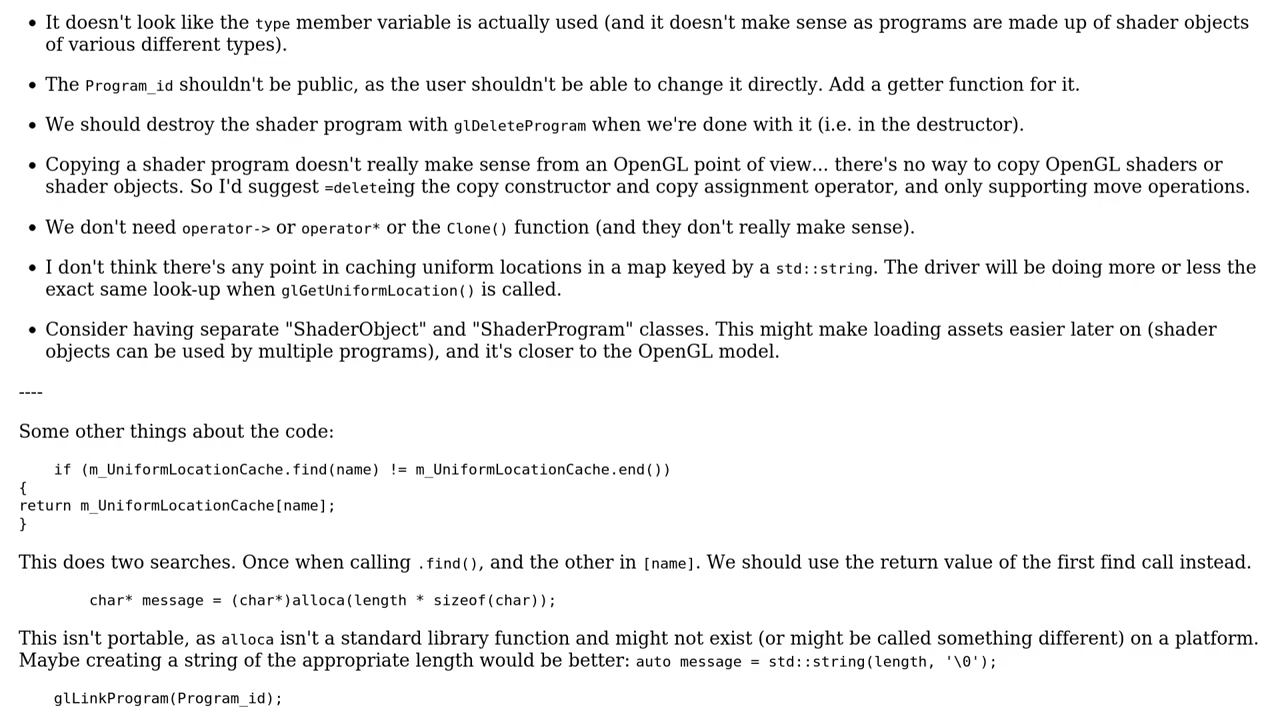 • It doesn't look like the type member variable is actually used (and it doesn't make sense as programs are made up of shader objects
of various different types).
• The Program_id shouldn't be public, as the user shouldn't be able to change it directly. Add a getter function for it.
• We should destroy the shader program with glDeleteProgram when we're done with it (i.e. in the destructor).
• Copying a shader program doesn't really make sense from an OpenGL point of view... there's no way to copy OpenGL shaders or
shader objects. So I'd suggest =deleteing the copy constructor and copy assignment operator, and only supporting move operations.
• We don't need operator-> or operator* or the Clone() function (and they don't really make sense).
• I don't think there's any point in caching uniform locations in a map keyed by a std::string. The driver will be doing more or less the
exact same look-up when glGetUniformLocation() is called.
• Consider having separate "ShaderObject" and "ShaderProgram" classes. This might make loading assets easier later on (shader
objects can be used by multiple programs), and it's closer to the OpenGL model.
----
Some other things about the code:
if (m_UniformLocationCache.find(name) != m_UniformLocationCache.end())
{
return m_UniformLocationCache[name];
}
This does two searches. Once when calling .find(), and the other in [name]. We should use the return value of the first find call instead.
char* message = (char*)alloca(length * sizeof(char));
This isn't portable, as alloca isn't a standard library function and might not exist (or might be called something different) on a platform.
Maybe creating a string of the appropriate length would be better: auto message = std::string(length, '\0');
glLinkProgram(Program_id);